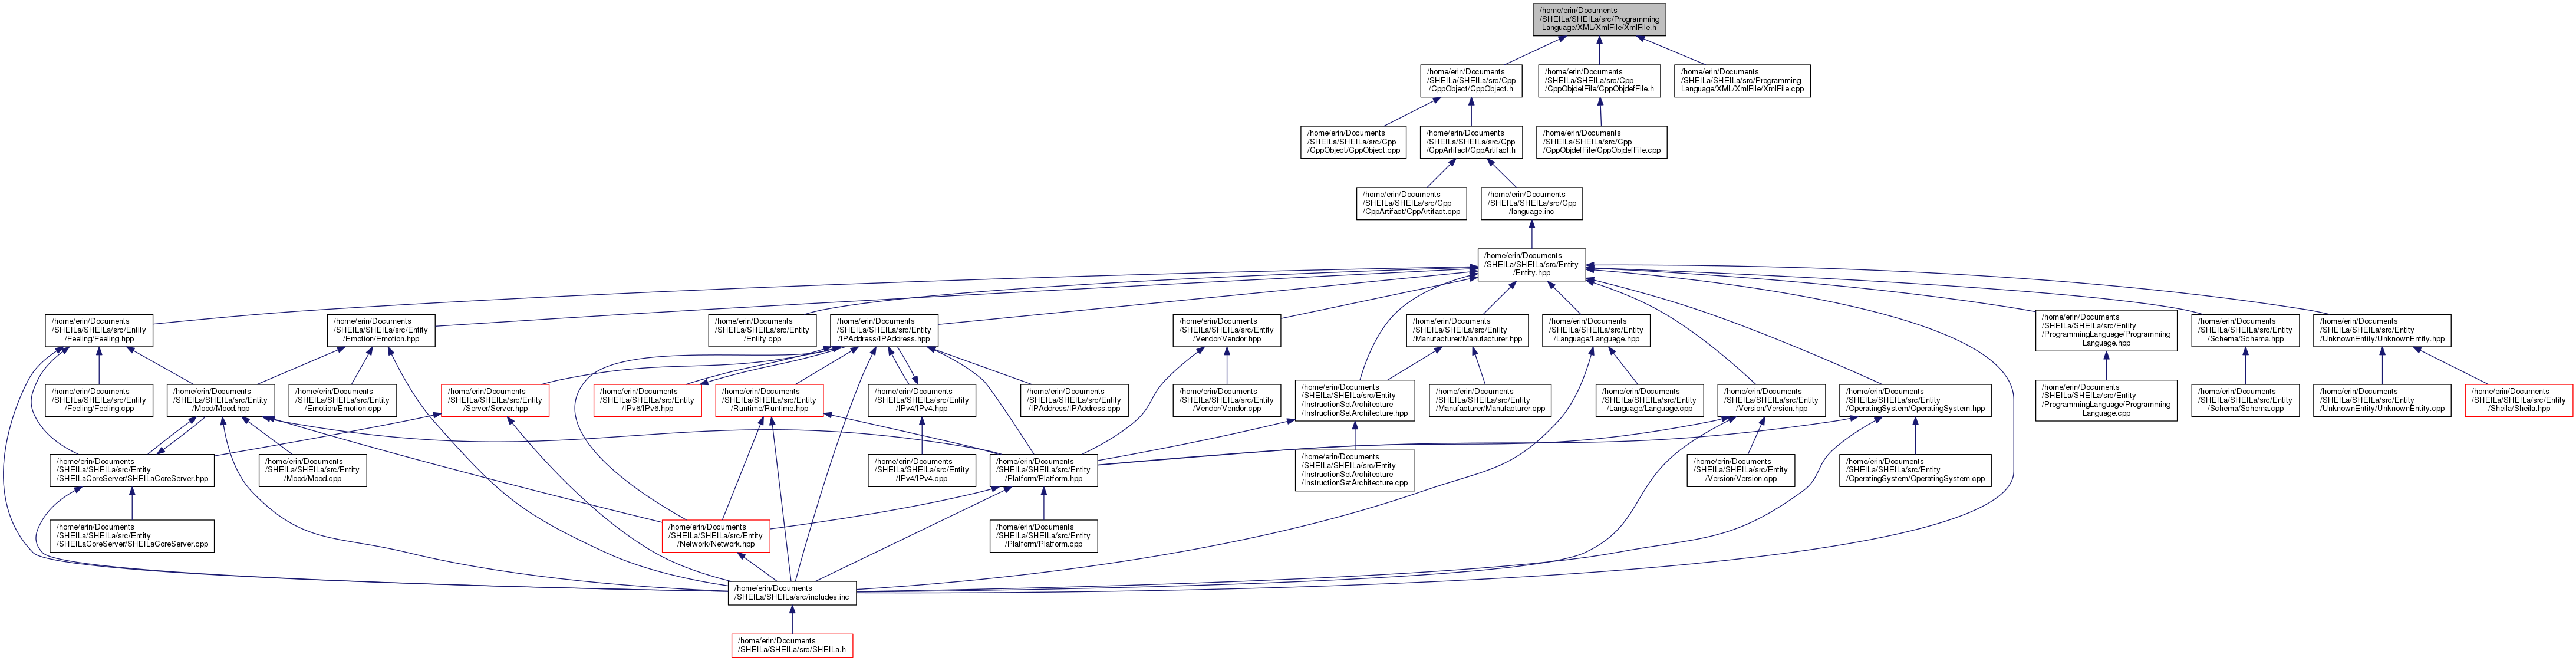 /home/erin/Documents
/SHEILa/SHEILa/src/Programming
Language/XML/XmlFile/XmlFile.h
/home/erin/Documents
/SHEILa/SHEILa/src/Cpp
/CppObject/CppObject.h
/home/erin/Documents
/SHEILa/SHEILa/src/Cpp
/CppObjdefFile/CppObjdefFile.h
/home/erin/Documents
/SHEILa/SHEILa/src/Programming
Language/XML/XmlFile/XmlFile.cpp
/home/erin/Documents
/SHEILa/SHEILa/src/Cpp
/CppObject/CppObject.cpp
/home/erin/Documents
/SHEILa/SHEILa/src/Cpp
/CppArtifact/CppArtifact.h
/home/erin/Documents
/SHEILa/SHEILa/src/Cpp
/CppObjdefFile/CppObjdefFile.cpp
/home/erin/Documents
/SHEILa/SHEILa/src/Cpp
/CppArtifact/CppArtifact.cpp
/home/erin/Documents
/SHEILa/SHEILa/src/Cpp
/language.inc
/home/erin/Documents
/SHEILa/SHEILa/src/Entity
/Entity.hpp
/home/erin/Documents
/SHEILa/SHEILa/src/Entity
/Feeling/Feeling.hpp
/home/erin/Documents
/SHEILa/SHEILa/src/Entity
/Emotion/Emotion.hpp
/home/erin/Documents
/SHEILa/SHEILa/src/Entity
/Entity.cpp
/home/erin/Documents
/SHEILa/SHEILa/src/Entity
/IPAddress/IPAddress.hpp
/home/erin/Documents
/SHEILa/SHEILa/src/Entity
/Vendor/Vendor.hpp
/home/erin/Documents
/SHEILa/SHEILa/src/Entity
/Manufacturer/Manufacturer.hpp
/home/erin/Documents
/SHEILa/SHEILa/src/Entity
/Language/Language.hpp
/home/erin/Documents
/SHEILa/SHEILa/src/Entity
/ProgrammingLanguage/Programming
Language.hpp
/home/erin/Documents
/SHEILa/SHEILa/src/Entity
/Schema/Schema.hpp
/home/erin/Documents
/SHEILa/SHEILa/src/Entity
/UnknownEntity/UnknownEntity.hpp
/home/erin/Documents
/SHEILa/SHEILa/src/Entity
/Feeling/Feeling.cpp
/home/erin/Documents
/SHEILa/SHEILa/src/Entity
/Mood/Mood.hpp
/home/erin/Documents
/SHEILa/SHEILa/src/Entity
/Emotion/Emotion.cpp
/home/erin/Documents
/SHEILa/SHEILa/src/Entity
/Server/Server.hpp
/home/erin/Documents
/SHEILa/SHEILa/src/Entity
/IPv6/IPv6.hpp
/home/erin/Documents
/SHEILa/SHEILa/src/Entity
/Runtime/Runtime.hpp
/home/erin/Documents
/SHEILa/SHEILa/src/Entity
/IPv4/IPv4.hpp
/home/erin/Documents
/SHEILa/SHEILa/src/Entity
/IPAddress/IPAddress.cpp
/home/erin/Documents
/SHEILa/SHEILa/src/Entity
/Vendor/Vendor.cpp
/home/erin/Documents
/SHEILa/SHEILa/src/Entity
/InstructionSetArchitecture
/InstructionSetArchitecture.hpp
/home/erin/Documents
/SHEILa/SHEILa/src/Entity
/Manufacturer/Manufacturer.cpp
/home/erin/Documents
/SHEILa/SHEILa/src/Entity
/Language/Language.cpp
/home/erin/Documents
/SHEILa/SHEILa/src/Entity
/Version/Version.hpp
/home/erin/Documents
/SHEILa/SHEILa/src/Entity
/OperatingSystem/OperatingSystem.hpp
/home/erin/Documents
/SHEILa/SHEILa/src/Entity
/ProgrammingLanguage/Programming
Language.cpp
/home/erin/Documents
/SHEILa/SHEILa/src/Entity
/Schema/Schema.cpp
/home/erin/Documents
/SHEILa/SHEILa/src/Entity
/UnknownEntity/UnknownEntity.cpp
/home/erin/Documents
/SHEILa/SHEILa/src/Entity
/Sheila/Sheila.hpp
/home/erin/Documents
/SHEILa/SHEILa/src/Entity
/SHEILaCoreServer/SHEILaCoreServer.hpp
/home/erin/Documents
/SHEILa/SHEILa/src/Entity
/Mood/Mood.cpp
/home/erin/Documents
/SHEILa/SHEILa/src/Entity
/IPv4/IPv4.cpp
/home/erin/Documents
/SHEILa/SHEILa/src/Entity
/Platform/Platform.hpp
/home/erin/Documents
/SHEILa/SHEILa/src/Entity
/InstructionSetArchitecture
/InstructionSetArchitecture.cpp
/home/erin/Documents
/SHEILa/SHEILa/src/Entity
/Version/Version.cpp
/home/erin/Documents
/SHEILa/SHEILa/src/Entity
/OperatingSystem/OperatingSystem.cpp
/home/erin/Documents
/SHEILa/SHEILa/src/Entity
/SHEILaCoreServer/SHEILaCoreServer.cpp
/home/erin/Documents
/SHEILa/SHEILa/src/Entity
/Network/Network.hpp
/home/erin/Documents
/SHEILa/SHEILa/src/Entity
/Platform/Platform.cpp
/home/erin/Documents
/SHEILa/SHEILa/src/includes.inc
/home/erin/Documents
/SHEILa/SHEILa/src/SHEILa.h